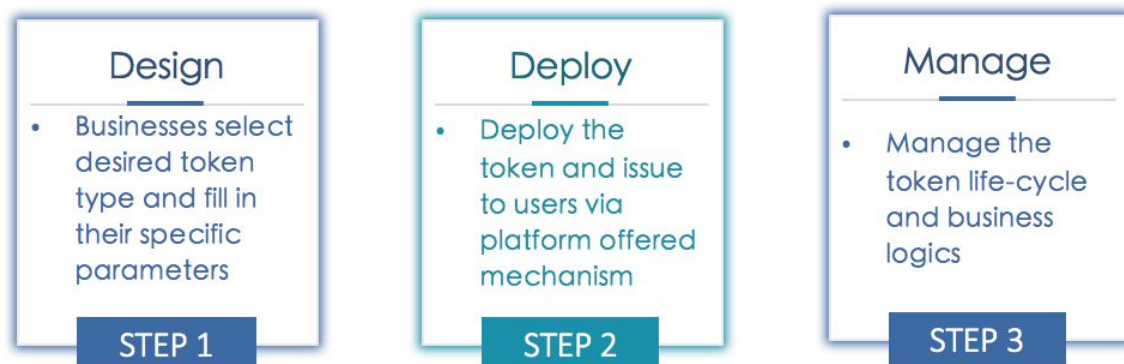 Design
• Businesses select
desired token
type and fill in
their specific
parameters
STEP 1
Deploy
• Deploy the
token and issue
to users via
platform offered
mechanism
STEP 2
Manage
• Manage the
token life-cycle
and business
logics
STEP 3